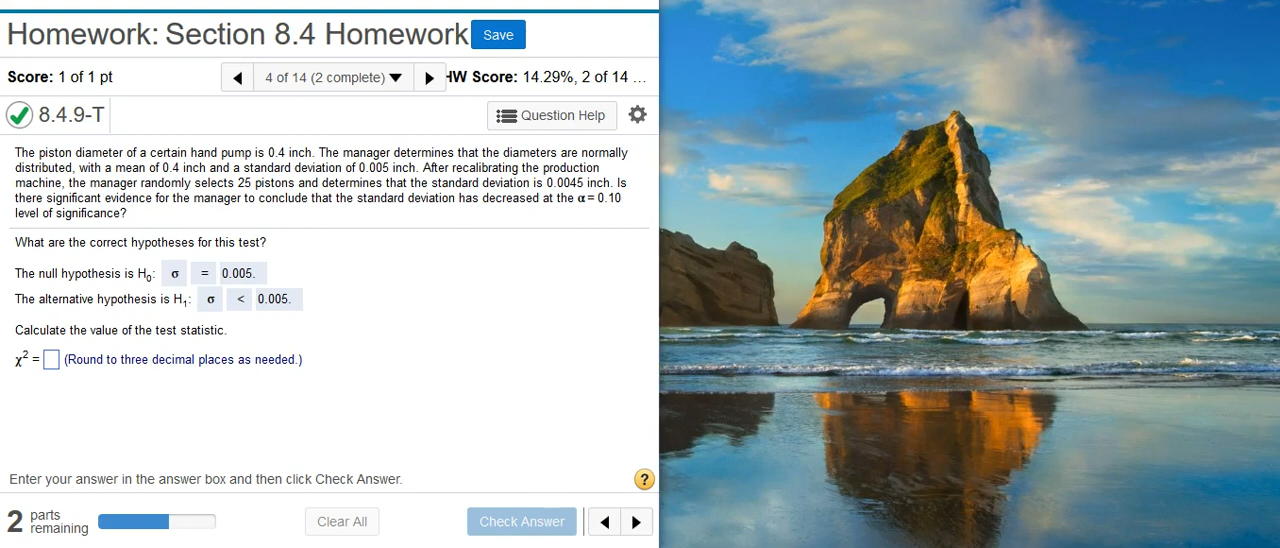 Homework: Section 8.4 Homework Save
Score: 1 of 1 pt 4 of 14 (2 complete) HW Score: 14.29%, 2 of 14 ...
8.4.9-T Question Help
The piston diameter of a certain hand pump is 0.4 inch. The manager determines that the diameters are normally
distributed, with a mean of 0.4 inch and a standard deviation of 0.005 inch. After recalibrating the production
machine, the manager randomly selects 25 pistons and determines that the standard deviation is 0.0045 inch. Is
there significant evidence for the manager to conclude that the standard deviation has decreased at the α = 0.10
level of significance?
What are the correct hypotheses for this test?
The null hypothesis is H₀: σ = 0.005.
The alternative hypothesis is H₁: σ < 0.005.
Calculate the value of the test statistic.
χ² = (Round to three decimal places as needed.)
Enter your answer in the answer box and then click Check Answer.
?
2 parts
remaining
Clear All
Check Answer